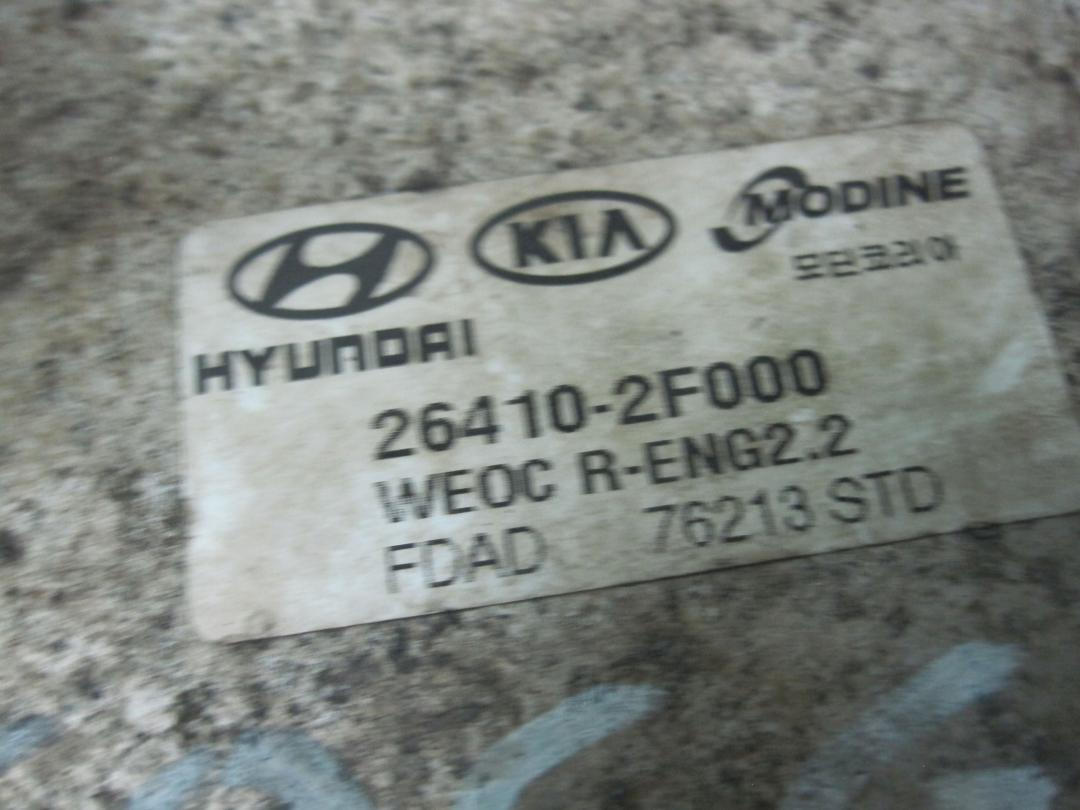 KIA MODINE
모딘코리아
HYUNDAI
26410-2F000
WEOC R-ENG2.2
FDAD 76213 STD